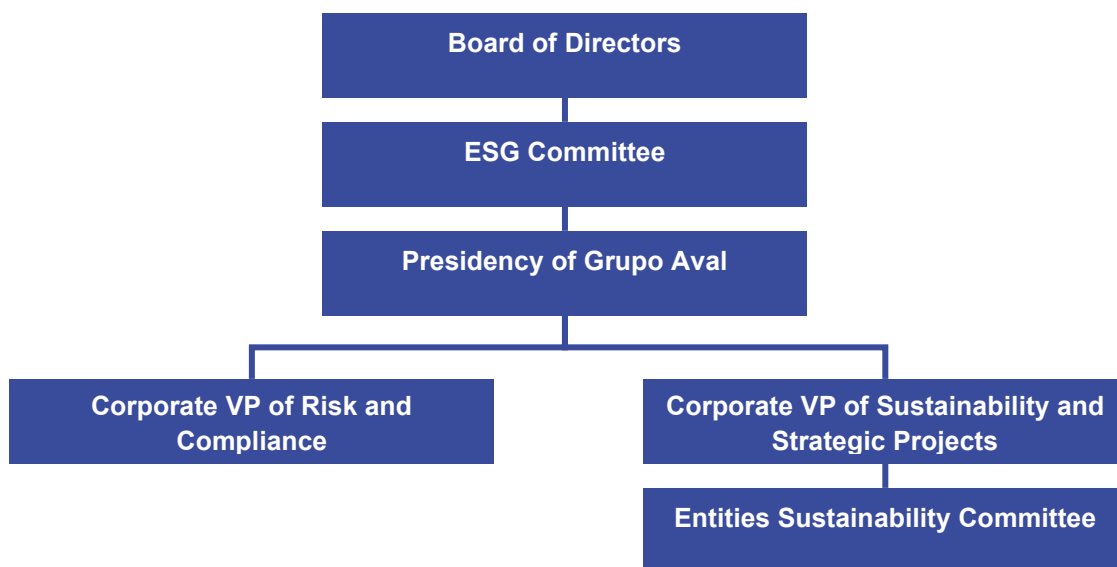 Board of Directors
ESG Committee
Presidency of Grupo Aval
Corporate VP of Risk and
Compliance
Corporate VP of Sustainability and
Strategic Projects
Entities Sustainability Committee